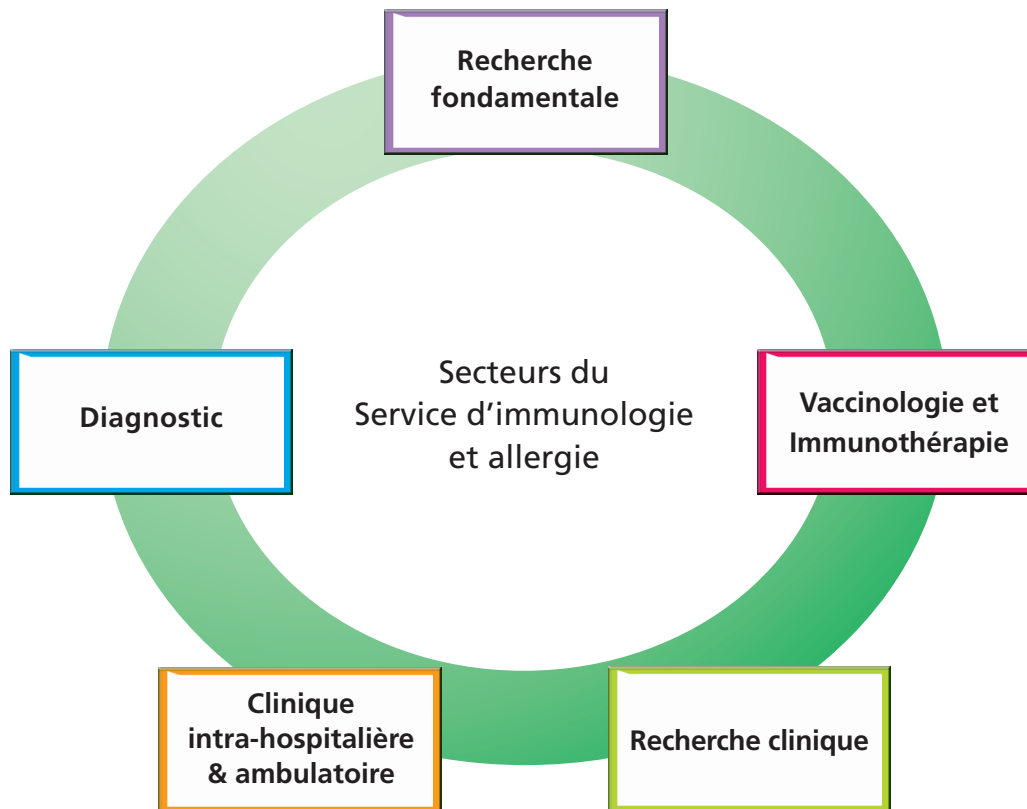 Recherche
fondamentale
Diagnostic
Secteurs du
Service d’immunologie
et allergie
Vaccinologie et
Immunothérapie
Clinique
intra-hospitalière
& ambulatoire
Recherche clinique